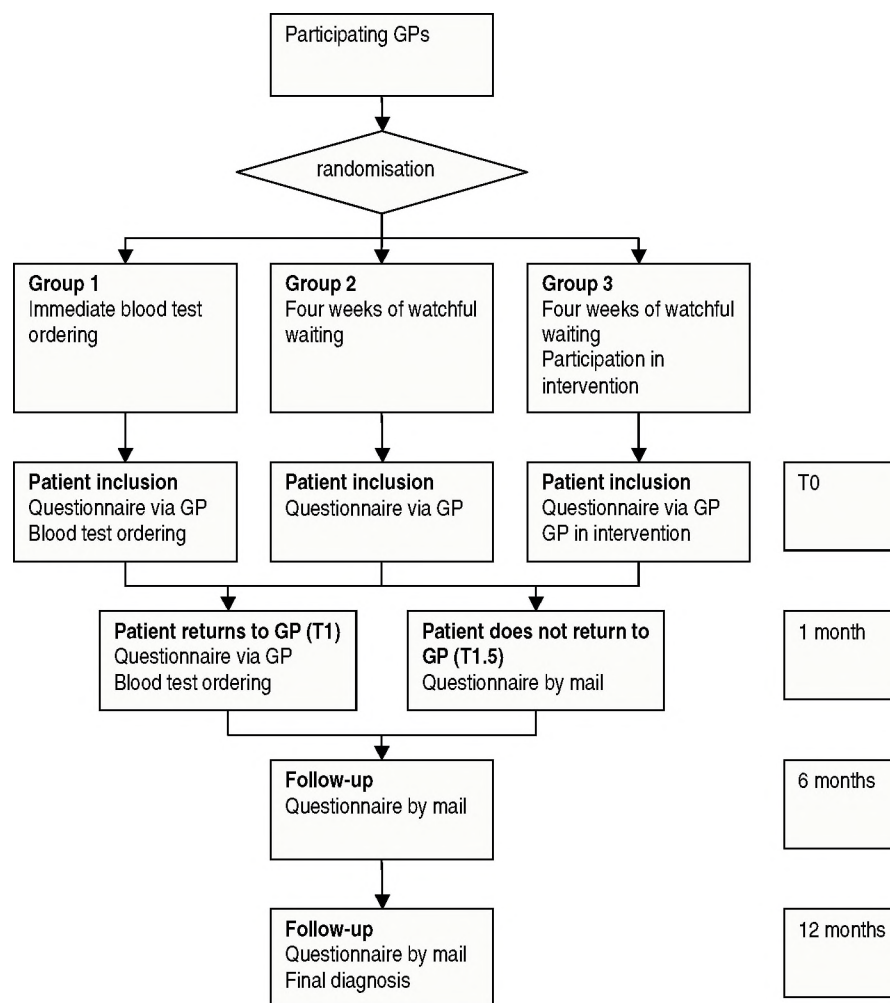 Participating GPs
randomisation
Group 1
Immediate blood test
ordering
Group 2
Four weeks of watchful
waiting
Group 3
Four weeks of watchful
waiting
Participation in
intervention
Patient inclusion
Questionnaire via GP
Blood test ordering
Patient inclusion
Questionnaire via GP
Patient inclusion
Questionnaire via GP
GP in intervention
T0
Patient returns to GP (T1)
Questionnaire via GP
Blood test ordering
Patient does not return to
GP (T1.5)
Questionnaire by mail
1 month
Follow-up
Questionnaire by mail
6 months
Follow-up
Questionnaire by mail
Final diagnosis
12 months